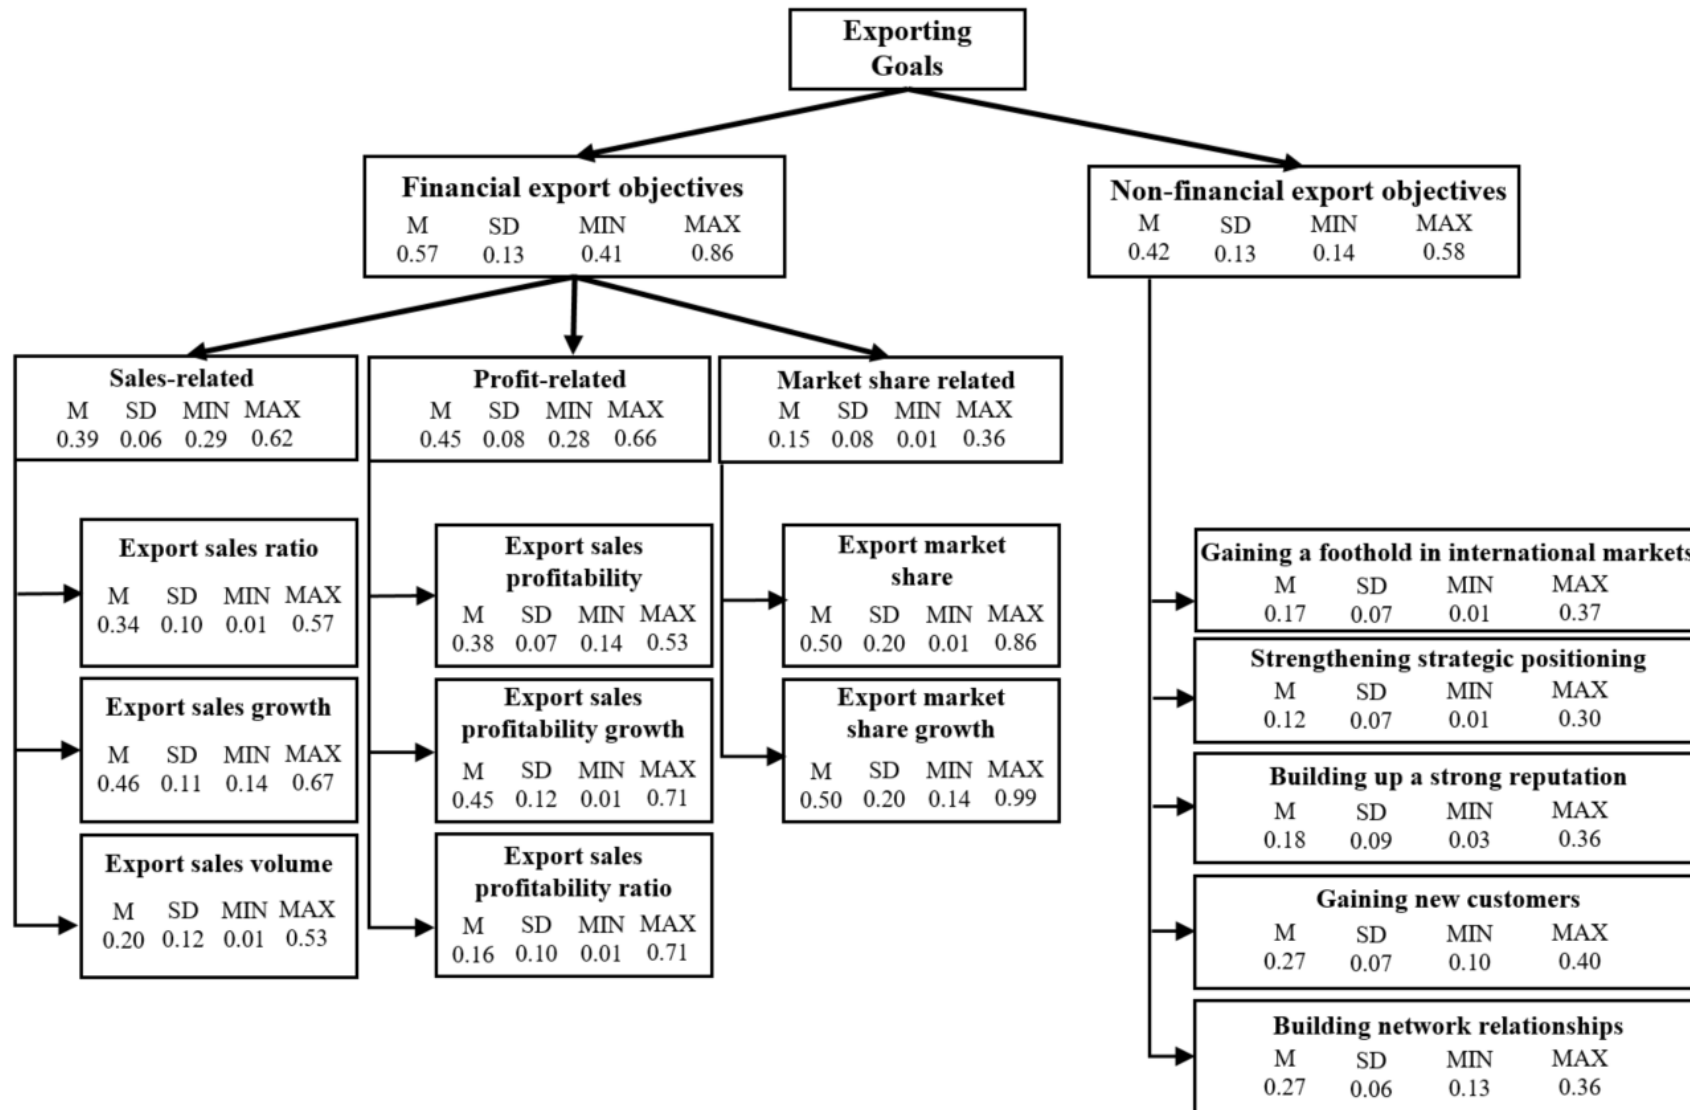 Exporting
Goals
Financial export objectives
M SD MIN MAX
0.57 0.13 0.41 0.86
Non-financial export objectives
M SD MIN MAX
0.42 0.13 0.14 0.58
Sales-related
M SD MIN MAX
0.39 0.06 0.29 0.62
Profit-related
M SD MIN MAX
0.45 0.08 0.28 0.66
Market share related
M SD MIN MAX
0.15 0.08 0.01 0.36
Export sales ratio
M SD MIN MAX
0.34 0.10 0.01 0.57
Export sales growth
M SD MIN MAX
0.46 0.11 0.14 0.67
Export sales volume
M SD MIN MAX
0.20 0.12 0.01 0.53
Export sales
profitability
M SD MIN MAX
0.38 0.07 0.14 0.53
Export sales
profitability growth
M SD MIN MAX
0.45 0.12 0.01 0.71
Export sales
profitability ratio
M SD MIN MAX
0.16 0.10 0.01 0.71
Export market
share
M SD MIN MAX
0.50 0.20 0.01 0.86
Export market
share growth
M SD MIN MAX
0.50 0.20 0.14 0.99
Gaining a foothold in international markets
M SD MIN MAX
0.17 0.07 0.01 0.37
Strengthening strategic positioning
M SD MIN MAX
0.12 0.07 0.01 0.30
Building up a strong reputation
M SD MIN MAX
0.18 0.09 0.03 0.36
Gaining new customers
M SD MIN MAX
0.27 0.07 0.10 0.40
Building network relationships
M SD MIN MAX
0.27 0.06 0.13 0.36